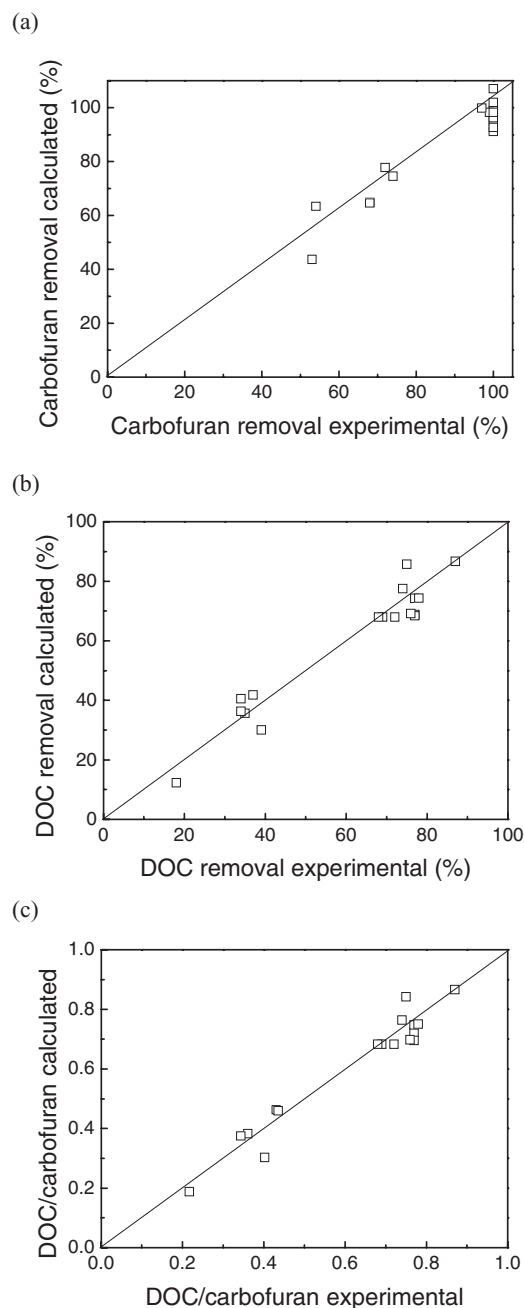 (a)
Carbofuran removal calculated (%)
100
80
60
40
20
0
0 20 40 60 80 100
Carbofuran removal experimental (%)
(b)
DOC removal calculated (%)
100
80
60
40
20
0
0 20 40 60 80 100
DOC removal experimental (%)
(c)
DOC/carbofuran calculated
1.0
0.8
0.6
0.4
0.2
0.0
0.0 0.2 0.4 0.6 0.8 1.0
DOC/carbofuran experimental